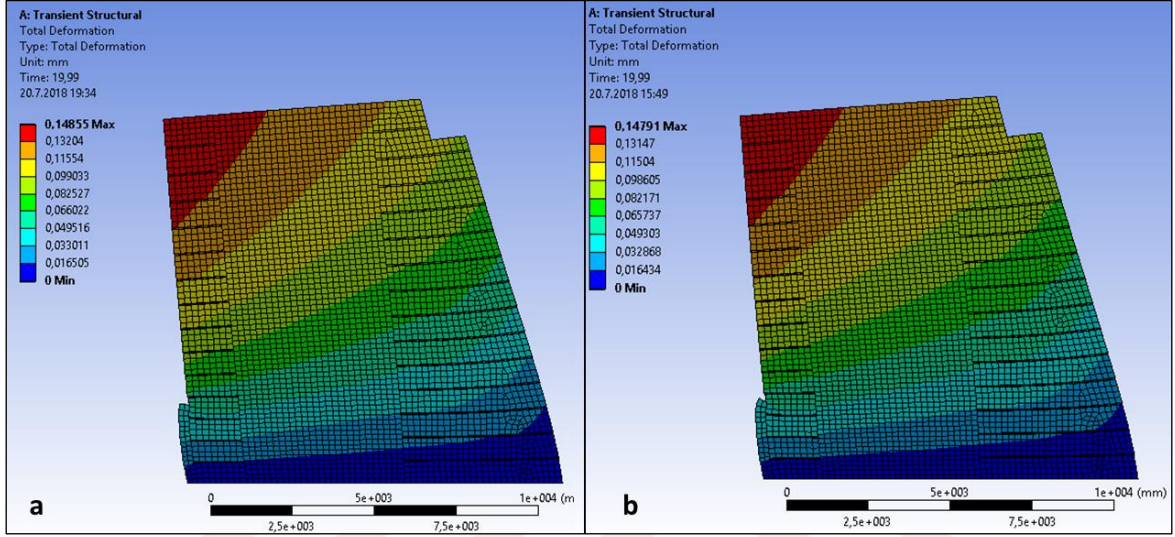 A: Transient Structural
Total Deformation
Type: Total Deformation
Unit: mm
Time: 19,99
20.7.2018 19:34
0,14855 Max
0,13204
0,11554
0,099033
0,082527
0,066022
0,049516
0,033011
0,016505
0 Min
0
5e+003
1e+004 (m
2,5e+003
7,5e+003
a
A: Transient Structural
Total Deformation
Type: Total Deformation
Unit: mm
Time: 19,99
20.7.2018 15:49
0,14791 Max
0,13147
0,11504
0,098605
0,082171
0,065737
0,049303
0,032868
0,016434
0 Min
0
5e+003
1e+004 (mm)
2,5e+003
7,5e+003
b